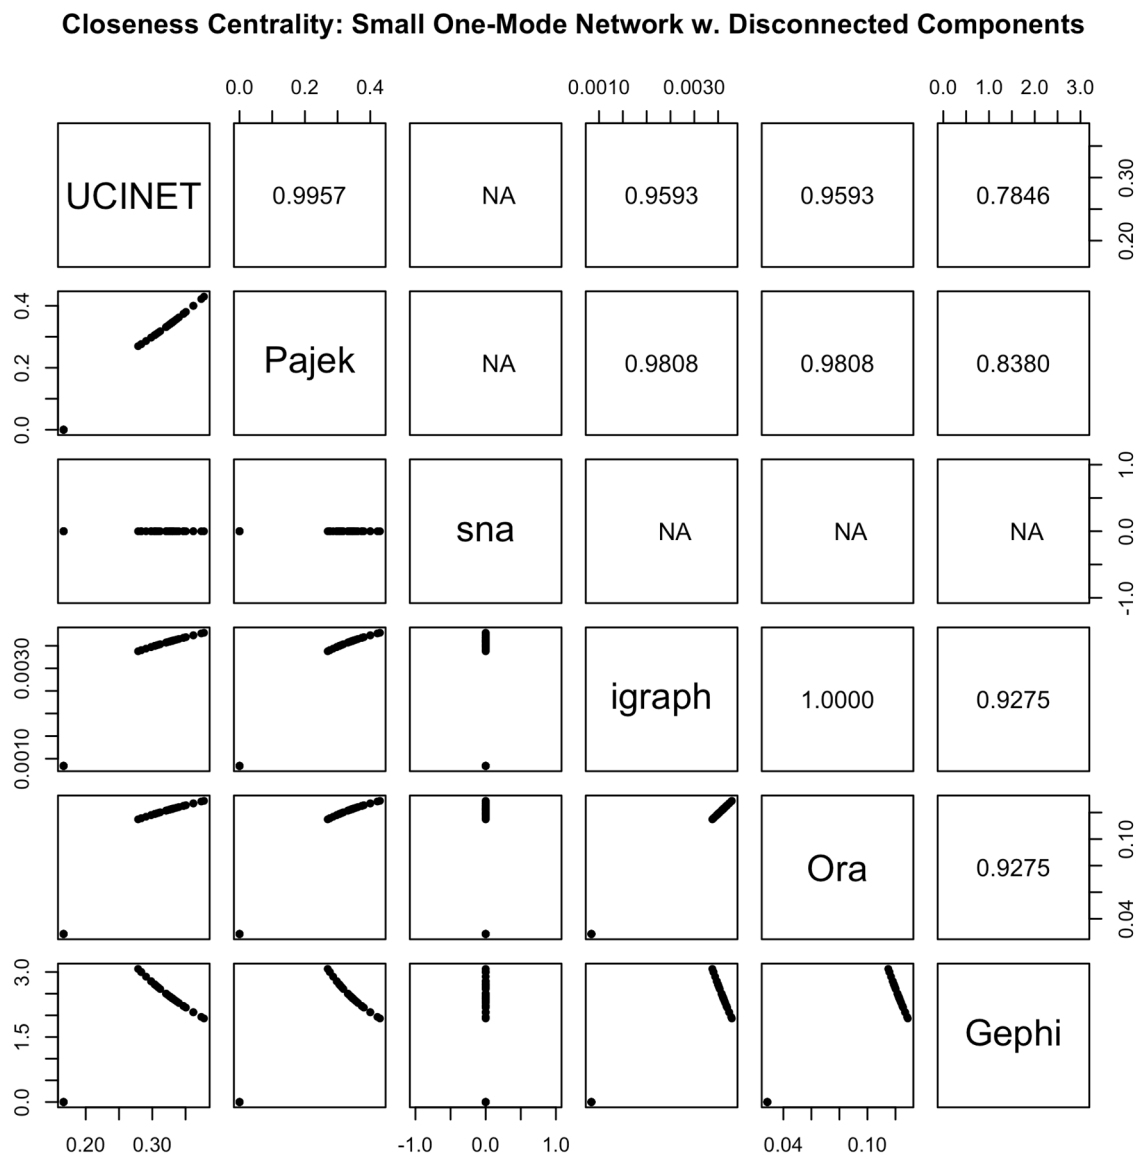 Closeness Centrality: Small One-Mode Network w. Disconnected Components
0.0 0.2 0.4 0.0010 0.0030 0.0 1.0 2.0 3.0
UCINET 0.9957 NA 0.9593 0.9593 0.7846
0.20 0.30
0.0 0.2 0.4
Pajek NA 0.9808 0.9808 0.8380
sna NA NA NA
-1.0 0.0 1.0
0.0010 0.0030
igraph 1.0000 0.9275
Ora 0.9275
0.04 0.10
0.0 1.5 3.0
Gephi
0.20 0.30 -1.0 0.0 1.0 0.04 0.10